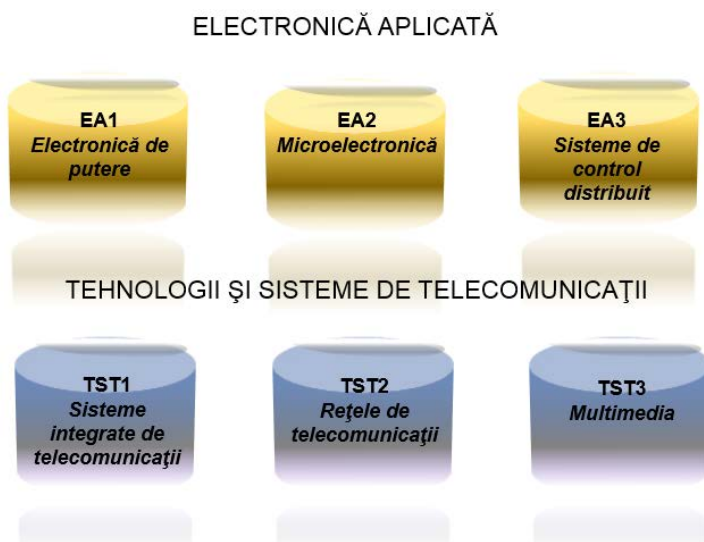 ELECTRONICĂ APLICATĂ
EA1
Electronică de
putere
EA2
Microelectronică
EA3
Sisteme de
control
distribuit
TEHNOLOGII ŞI SISTEME DE TELECOMUNICAŢII
TST1
Sisteme
integrate de
telecomunicaţii
TST2
Reţele de
telecomunicaţii
TST3
Multimedia